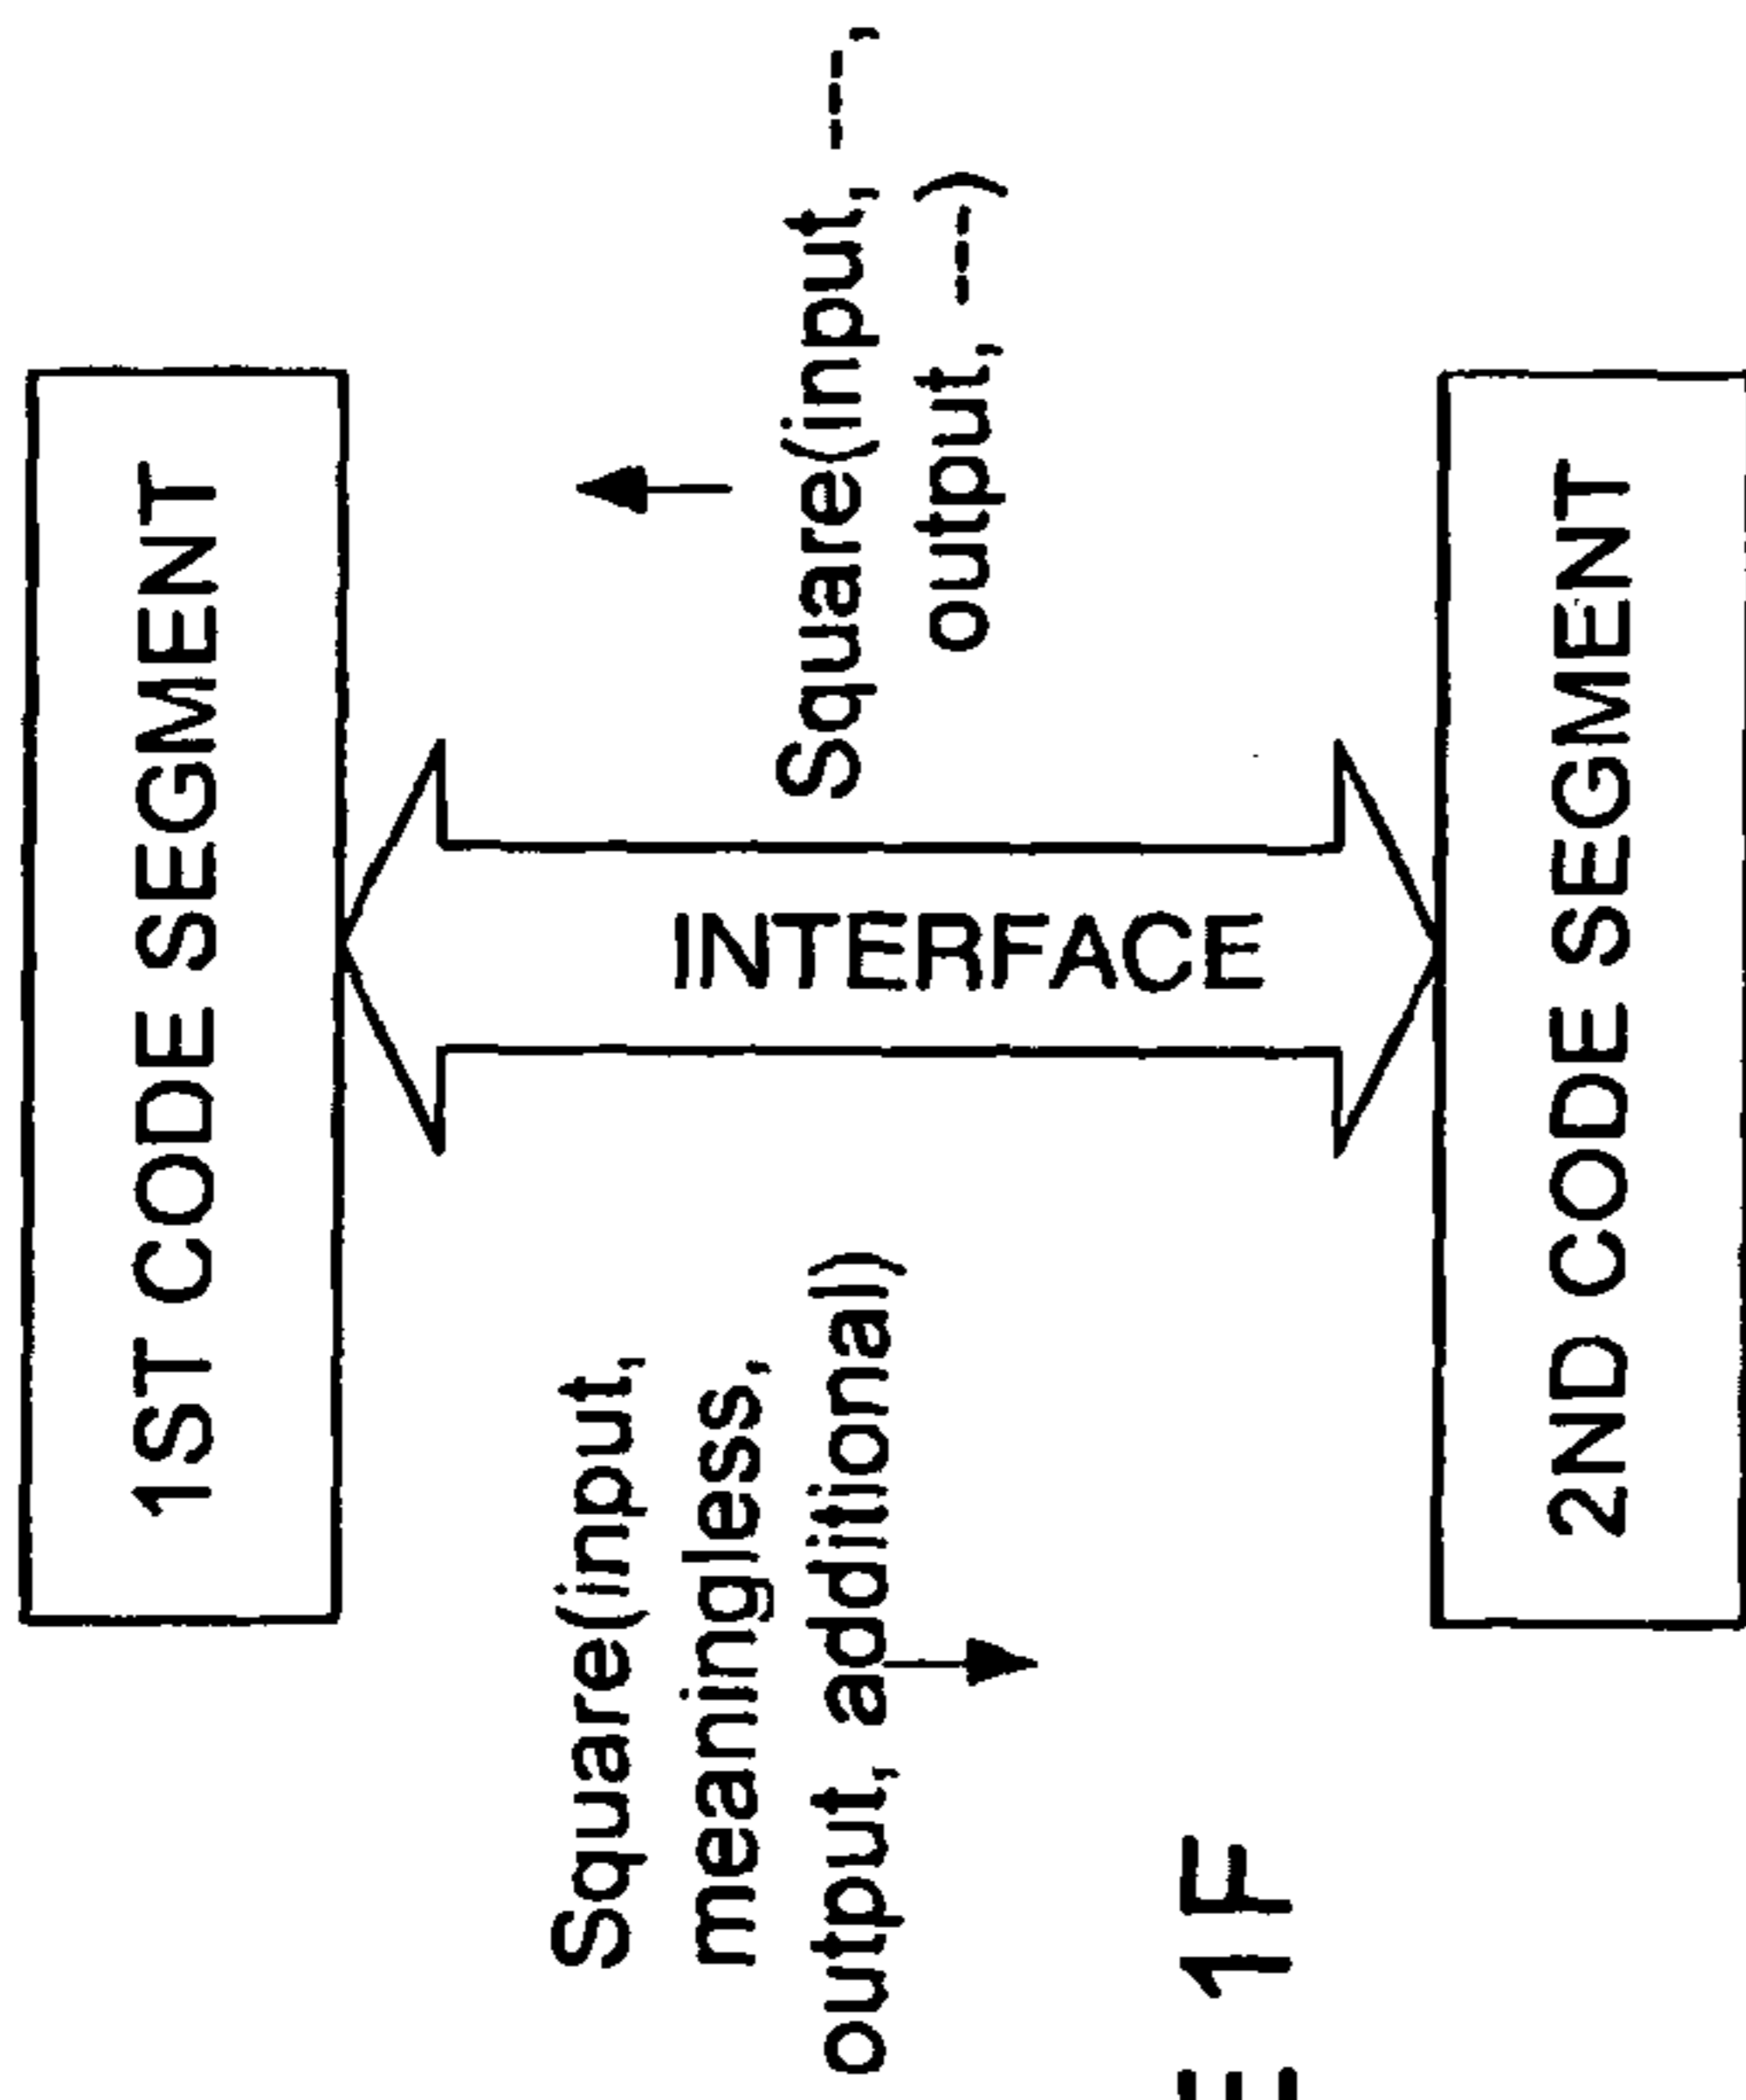 1ST CODE SEGMENT
Square(input,
meaningless,
output, additional)
INTERFACE
Square(input, ---,
output, ---)
E 1F
2ND CODE SEGMENT